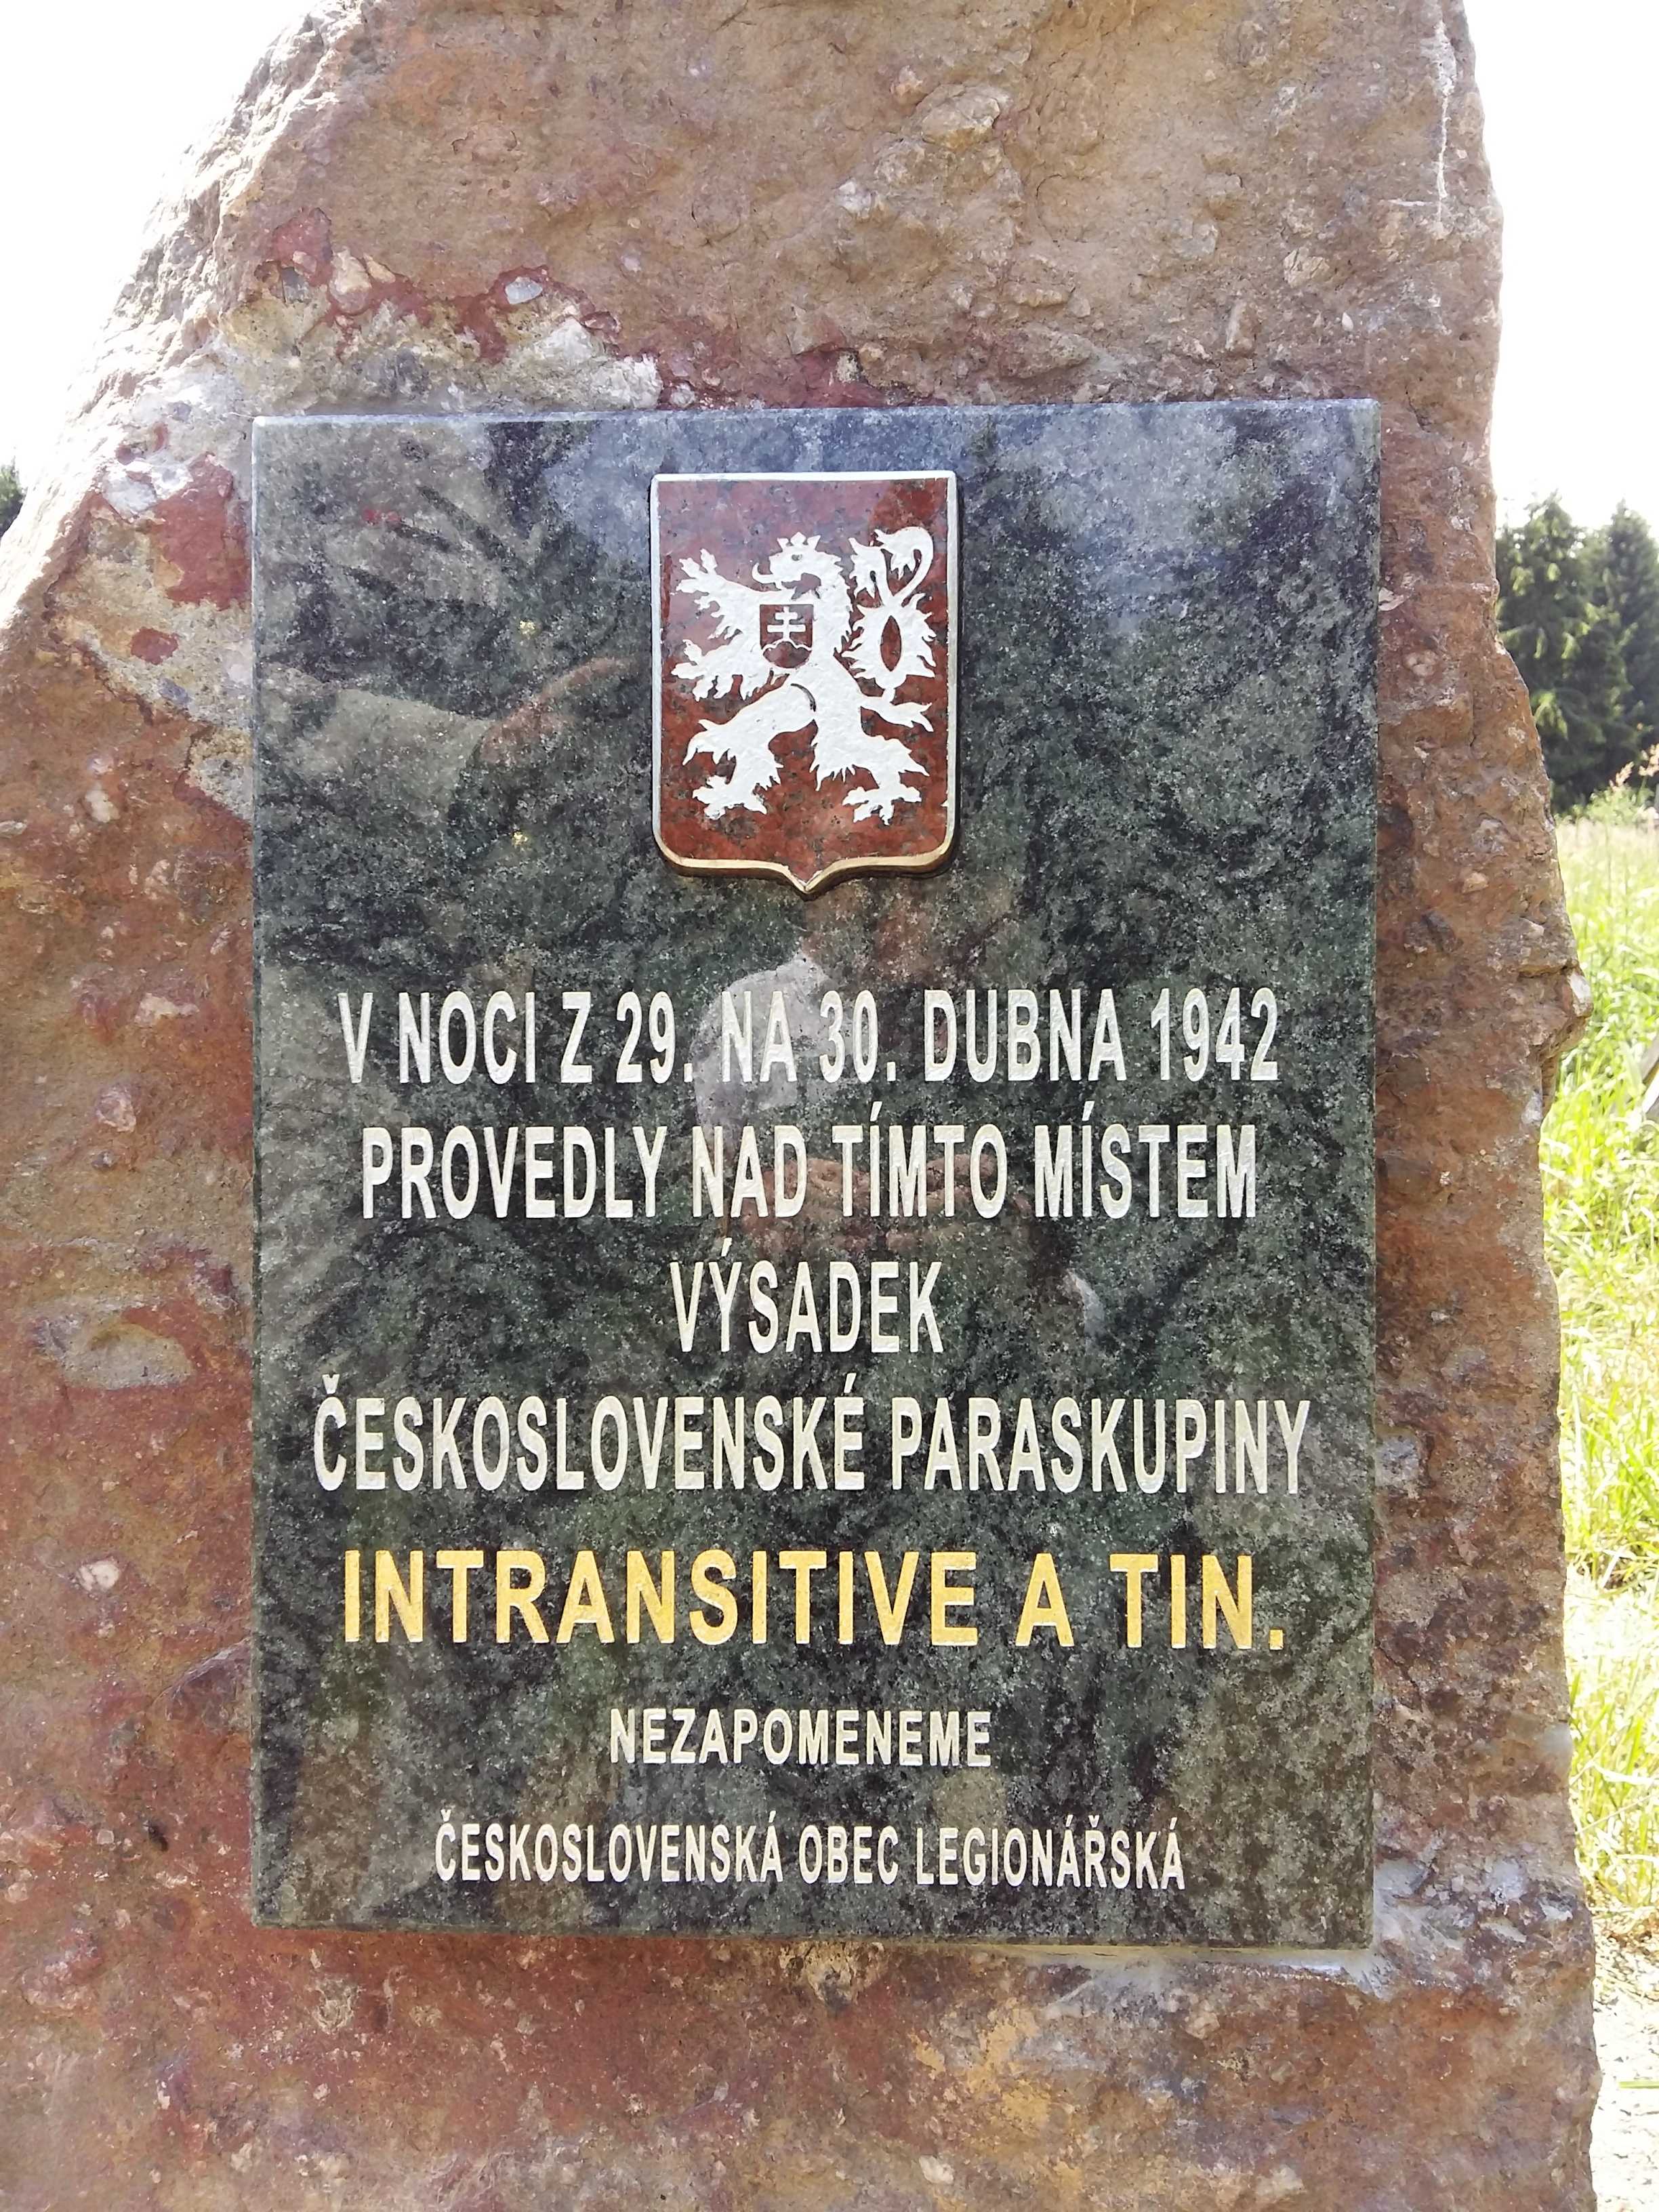 V NOCI Z 29. NA 30. DUBNA 1942
PROVEDLY NAD TÍMTO MÍSTEM
VÝSADEK
ČESKOSLOVENSKÉ PARASKUPINY
INTRANSITIVE A TIN.
NEZAPOMENEME
ČESKOSLOVENSKÁ OBEC LEGIONÁŘSKÁ